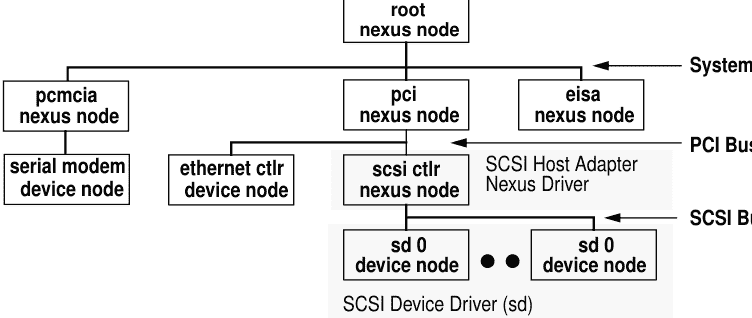 root
nexus node
System
pcmcia
nexus node
pci
nexus node
eisa
nexus node
PCI Bus
serial modem
device node
ethernet ctlr
device node
scsi ctlr
nexus node
SCSI Host Adapter
Nexus Driver
SCSI Bu
sd 0
device node
sd 0
device node
SCSI Device Driver (sd)